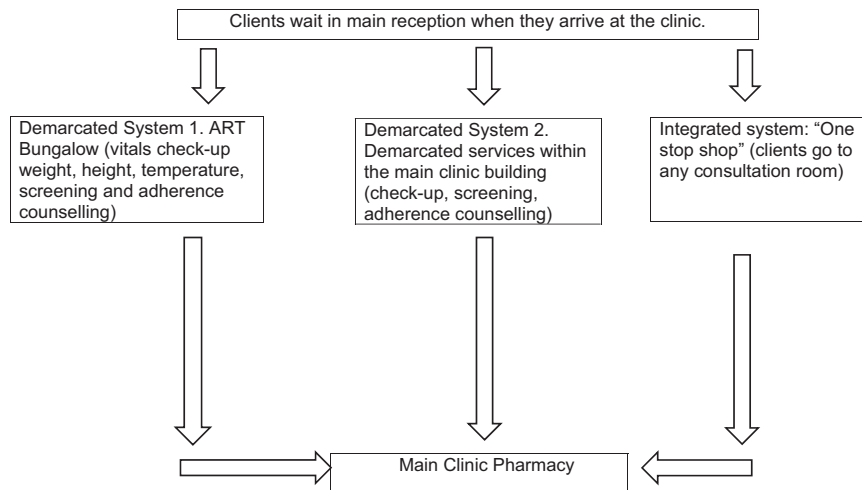 Clients wait in main reception when they arrive at the clinic.
Demarcated System 1. ART
Bungalow (vitals check-up
weight, height, temperature,
screening and adherence
counselling)
Demarcated System 2.
Demarcated services within
the main clinic building
(check-up, screening,
adherence counselling)
Integrated system: “One
stop shop” (clients go to
any consultation room)
Main Clinic Pharmacy